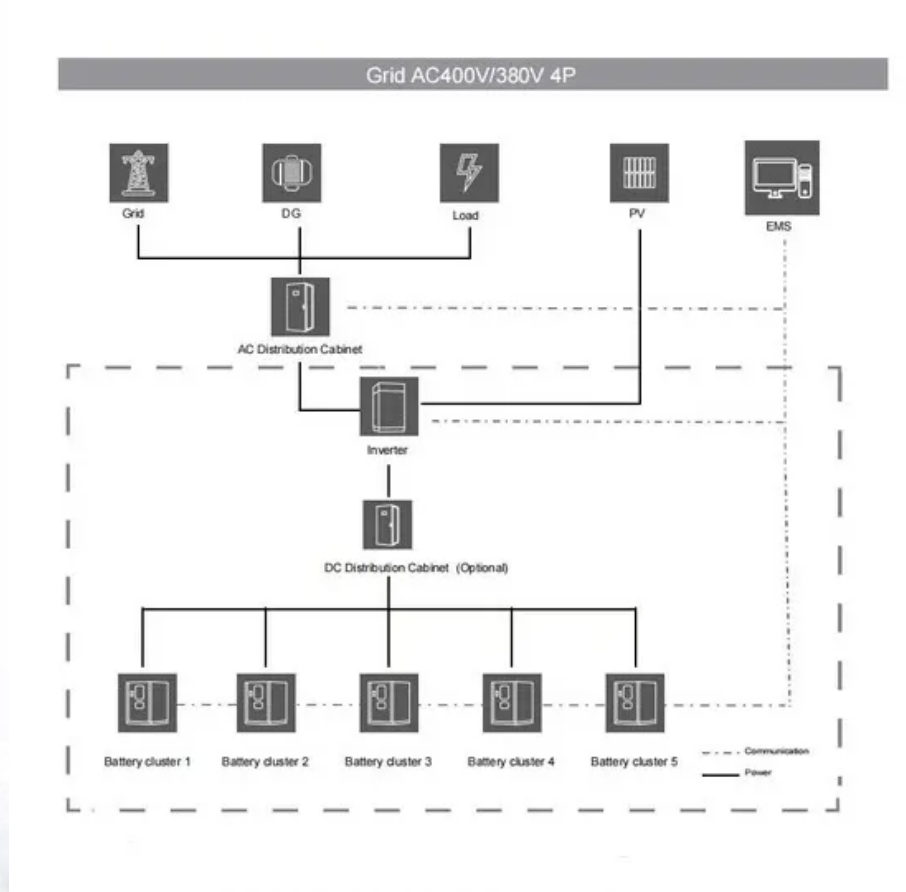 Grid AC400V/380V 4P
Grid
DG
Load
PV
EMS
AC Distribution Cabinet
Inverter
DC Distribution Cabinet (Optional)
Battery cluster 1
Battery cluster 2
Battery cluster 3
Battery cluster 4
Battery cluster 5
Communication
Power